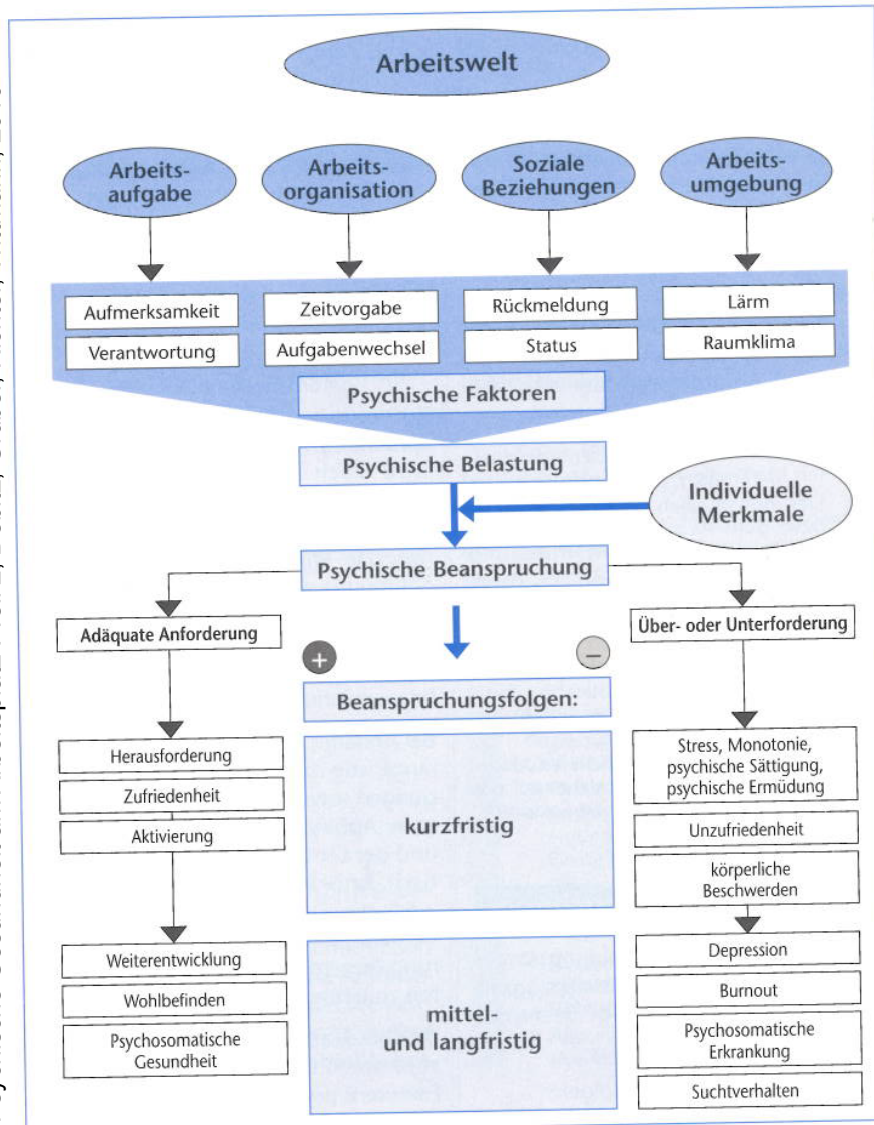 Arbeitswelt
Arbeits-
aufgabe
Arbeits-
organisation
Soziale
Beziehungen
Arbeits-
umgebung
Aufmerksamkeit
Zeitvorgabe
Rückmeldung
Lärm
Verantwortung
Aufgabenwechsel
Status
Raumklima
Psychische Faktoren
Psychische Belastung
Individuelle
Merkmale
Psychische Beanspruchung
Adäquate Anforderung
Über- oder Unterforderung
+
–
Beanspruchungsfolgen:
Herausforderung
Zufriedenheit
Aktivierung
kurzfristig
Stress, Monotonie,
psychische Sättigung,
psychische Ermüdung
Unzufriedenheit
körperliche
Beschwerden
Weiterentwicklung
Wohlbefinden
Psychosomatische
Gesundheit
mittel-
und langfristig
Depression
Burnout
Psychosomatische
Erkrankung
Suchtverhalten